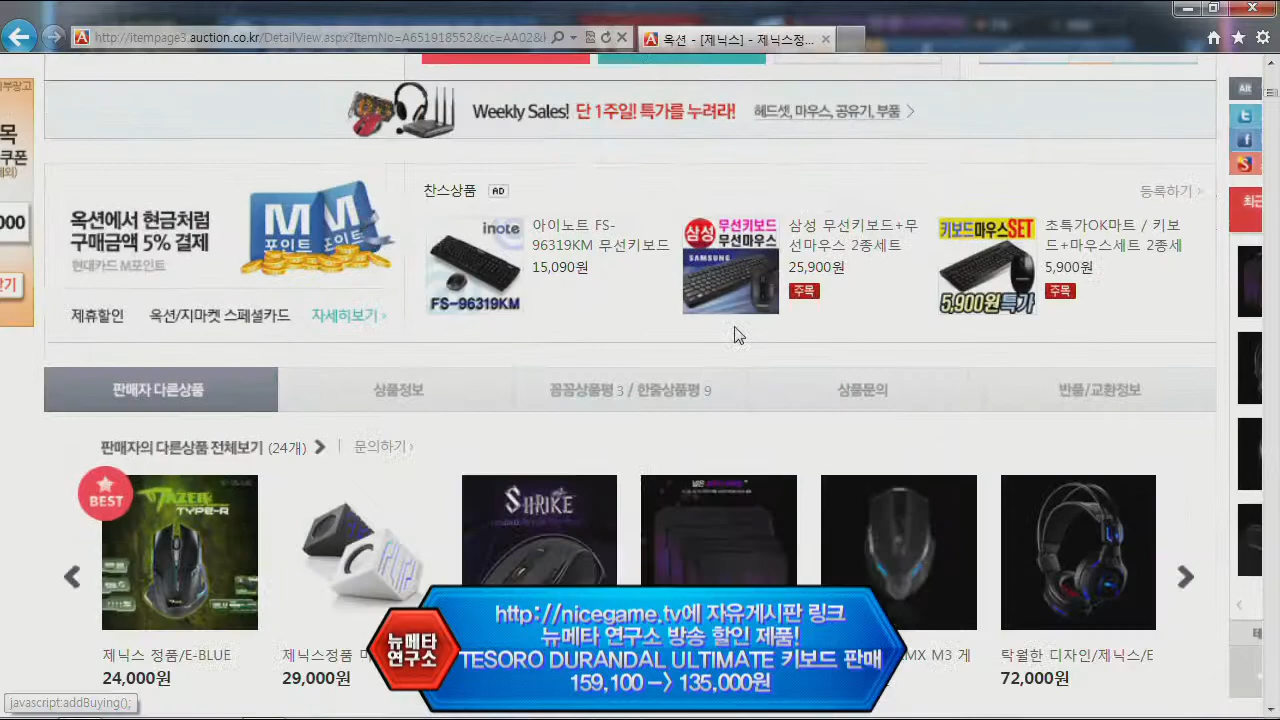 http://itempage3.auction.co.kr/DetailView.aspx?ItemNo=A651918552&cc=AA02&
옥션 - [제닉스] - 제닉스정...
Weekly Sales! 단 1주일! 특가를 누려라! 헤드셋, 마우스, 공유기, 부품 >
Alt
목
쿠폰
000
옥션에서 현금처럼
구매금액 5% 결제
현대카드 M포인트
M
포인트
M
포인트
제휴할인 옥션/지마켓 스페셜카드 자세히보기 >
찬스상품 AD
등록하기 >
inote
FS-96319KM
아이노트 FS-
96319KM 무선키보드
15,090원
삼성 무선키보드
무선마우스
SAMSUNG
삼성 무선키보드+무
선마우스 2종세트
25,900원
주목
키보드마우스SET
5,900원특가
초특가OK마트 / 키보
드+마우스세트 2종세
5,900원
주목
최근
판매자 다른상품 상품정보 꼼꼼상품평 3 / 한줄상품평 9 상품문의 반품/교환정보
판매자의 다른상품 전체보기 (24개) > | 문의하기 >
BEST
MAZER
TYPE-R
SHRIKE
제닉스 정품/E-BLUE
24,000원
제닉스정품
29,000원
MX M3 게
탁월한 디자인/제닉스/E
72,000원
뉴메타
연구소
http://nicegame.tv에 자유게시판 링크
뉴메타 연구소 방송 할인 제품!
TESORO DURANDAL ULTIMATE 키보드 판매
159,100 -> 135,000원
javascript:addBuying();